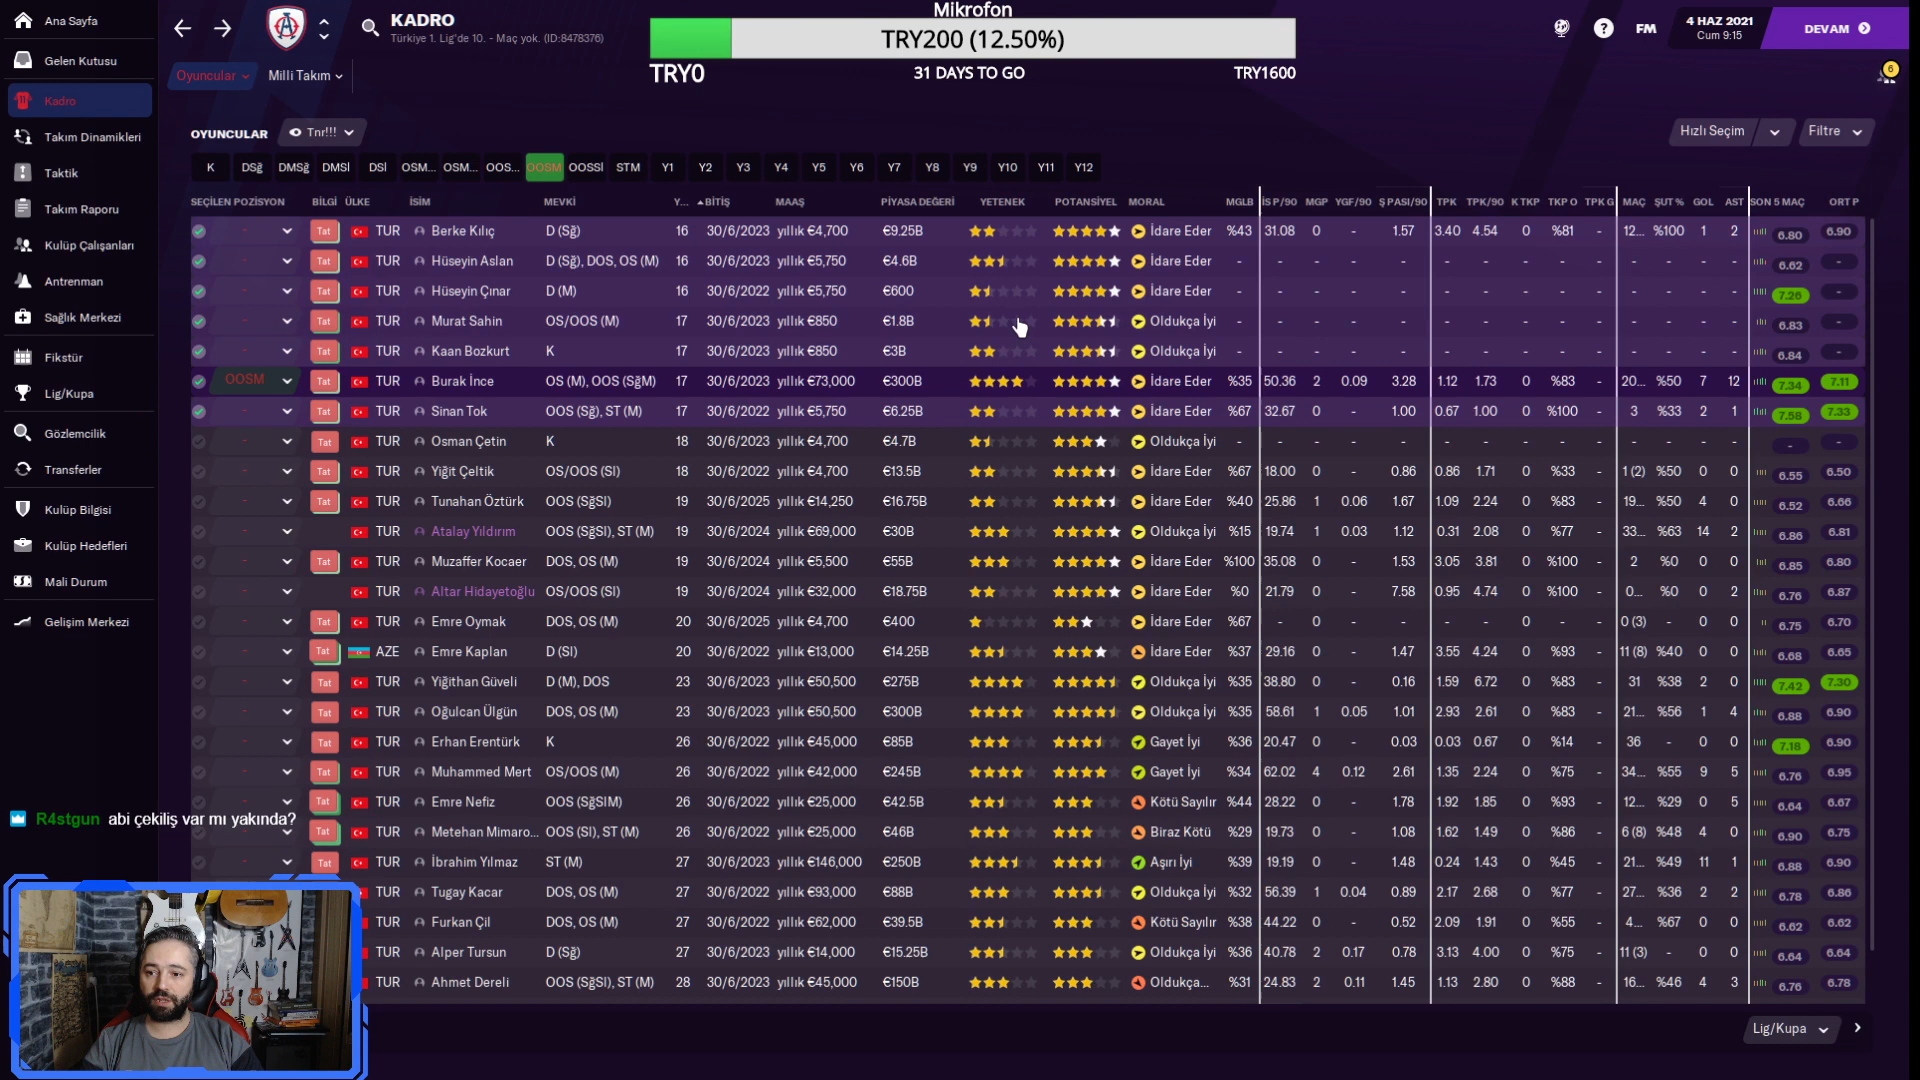 Ana Sayfa
Gelen Kutusu
Kadro
Takım Dinamikleri
Taktik
Takım Raporu
Kulüp Çalışanları
Antrenman
Sağlık Merkezi
Fikstür
Lig/Kupa
Gözlemcilik
Transferler
Kulüp Bilgisi
Kulüp Hedefleri
Mali Durum
Gelişim Merkezi
KADRO
Türkiye 1. Lig'de 10. - Maç yok. (ID:8478376)
Mikrofon
TRY200 (12.50%)
TRY0 31 DAYS TO GO TRY1600
FM
4 HAZ 2021
Cum 9:15
DEVAM
6
Oyuncular Milli Takım
OYUNCULAR Tnr!!! Hızlı Seçim Filtre
K DSğ DMSğ DMSl DSl OSM... OSM... OOS... OOSM OOSSl STM Y1 Y2 Y3 Y4 Y5 Y6 Y7 Y8 Y9 Y10 Y11 Y12
SEÇİLEN POZİSYON BİLGİ ÜLKE İSİM MEVKİ Y... BİTİŞ MAAŞ PİYASA DEĞERİ YETENEK POTANSİYEL MORAL MGLB İS P/90 MGP YGF/90 Ş PASI/90 TPK TPK/90 K TKP TKP O TPK G MAÇ ŞUT % GOL AST SON 5 MAÇ ORT P
- Tat TUR Berke Kılıç D (Sğ) 16 30/6/2023 yıllık €4,700 €9.25B İdare Eder %43 31.08 0 - 1.57 3.40 4.54 0 %81 - 12... %100 1 2 6.80 6.90
- Tat TUR Hüseyin Aslan D (Sğ), DOS, OS (M) 16 30/6/2023 yıllık €5,750 €4.6B İdare Eder - - - - - - - - - - - - - - 6.62 -
- Tat TUR Hüseyin Çınar D (M) 16 30/6/2022 yıllık €5,750 €600 İdare Eder - - - - - - - - - - - - - - 7.26 -
- Tat TUR Murat Sahin OS/OOS (M) 17 30/6/2023 yıllık €850 €1.8B Oldukça İyi - - - - - - - - - - - - - - 6.83 -
- Tat TUR Kaan Bozkurt K 17 30/6/2023 yıllık €850 €3B Oldukça İyi - - - - - - - - - - - - - - 6.84 -
OOSM Tat TUR Burak İnce OS (M), OOS (SğM) 17 30/6/2023 yıllık €73,000 €300B İdare Eder %35 50.36 2 0.09 3.28 1.12 1.73 0 %83 - 20... %50 7 12 7.34 7.11
- Tat TUR Sinan Tok OOS (Sğ), ST (M) 17 30/6/2022 yıllık €5,750 €6.25B İdare Eder %67 32.67 0 - 1.00 0.67 1.00 0 %100 - 3 %33 2 1 7.58 7.33
- Tat TUR Osman Çetin K 18 30/6/2023 yıllık €4,700 €4.7B Oldukça İyi - - - - - - - - - - - - - - - -
- Tat TUR Yiğit Çeltik OS/OOS (Sl) 18 30/6/2022 yıllık €4,700 €13.5B İdare Eder %67 18.00 0 - 0.86 0.86 1.71 0 %33 - 1 (2) %50 0 0 6.55 6.50
- Tat TUR Tunahan Öztürk OOS (SğSl) 19 30/6/2025 yıllık €14,250 €16.75B İdare Eder %40 25.86 1 0.06 1.67 1.09 2.24 0 %83 - 19... %50 4 0 6.52 6.66
- TUR Atalay Yıldırım OOS (SğSl), ST (M) 19 30/6/2024 yıllık €69,000 €30B Oldukça İyi %15 19.74 1 0.03 1.12 0.31 2.08 0 %77 - 33... %63 14 2 6.86 6.81
- Tat TUR Muzaffer Kocaer DOS, OS (M) 19 30/6/2024 yıllık €5,500 €55B İdare Eder %100 35.08 0 - 1.53 3.05 3.81 0 %100 - 2 %0 0 0 6.85 6.80
- TUR Altar Hidayetoğlu OS/OOS (Sl) 19 30/6/2024 yıllık €32,000 €18.75B İdare Eder %0 21.79 0 - 7.58 0.95 4.74 0 %100 - 0... %0 0 2 6.76 6.87
- Tat TUR Emre Oymak DOS, OS (M) 20 30/6/2025 yıllık €4,700 €400 İdare Eder %67 - 0 - - - - 0 - - 0 (3) - 0 0 6.75 6.70
- Tat AZE Emre Kaplan D (Sl) 20 30/6/2022 yıllık €13,000 €14.25B İdare Eder %37 29.16 0 - 1.47 3.55 4.24 0 %93 - 11 (8) %40 0 0 6.68 6.65
- Tat TUR Yiğithan Güveli D (M), DOS 23 30/6/2023 yıllık €50,500 €275B Oldukça İyi %35 38.80 0 - 0.16 1.59 6.72 0 %83 - 31 %38 2 0 7.42 7.30
- Tat TUR Oğulcan Ülgün DOS, OS (M) 23 30/6/2023 yıllık €50,500 €300B Oldukça İyi %35 58.61 1 0.05 1.01 2.93 2.61 0 %83 - 21... %56 1 4 6.88 6.90
- Tat TUR Erhan Erentürk K 26 30/6/2022 yıllık €45,000 €85B Gayet İyi %36 20.47 0 - 0.03 0.03 0.67 0 %14 - 36 - 0 0 7.18 6.90
- Tat TUR Muhammed Mert OS/OOS (M) 26 30/6/2022 yıllık €42,000 €245B Gayet İyi %34 62.02 4 0.12 2.61 1.35 2.24 0 %75 - 34... %55 9 5 6.76 6.95
- Tat TUR Emre Nefiz OOS (SğSlM) 26 30/6/2022 yıllık €25,000 €42.5B Kötü Sayılır %44 28.22 0 - 1.78 1.92 1.85 0 %93 - 12... %29 0 5 6.64 6.67
R4stgun abi çekiliş var mı yakında?
- Tat TUR Metehan Mimaro... OOS (Sl), ST (M) 26 30/6/2022 yıllık €25,000 €46B Biraz Kötü %29 19.73 0 - 1.08 1.62 1.49 0 %86 - 6 (8) %48 4 0 6.90 6.75
- Tat TUR İbrahim Yılmaz ST (M) 27 30/6/2022 yıllık €146,000 €250B Aşırı İyi %39 19.19 0 - 1.48 0.24 1.43 0 %45 - 21... %49 11 1 6.88 6.90
TUR Tugay Kacar DOS, OS (M) 27 30/6/2022 yıllık €93,000 €88B Oldukça İyi %32 56.39 1 0.04 0.89 2.17 2.68 0 %77 - 27... %36 2 2 6.78 6.86
TUR Furkan Çil DOS, OS (M) 27 30/6/2022 yıllık €62,000 €39.5B Kötü Sayılır %38 44.22 0 - 0.52 2.09 1.91 0 %55 - 4... %67 0 0 6.62 6.62
TUR Alper Tursun D (Sğ) 27 30/6/2022 yıllık €14,000 €15.25B Oldukça İyi %36 40.78 2 0.17 0.78 3.13 4.00 0 %75 - 11 (3) - 0 0 6.64 6.64
TUR Ahmet Dereli OOS (SğSl), ST (M) 28 30/6/2023 yıllık €45,000 €150B Oldukça... %31 24.83 2 0.11 1.45 1.13 2.80 0 %88 - 16... %46 4 3 6.76 6.78
Lig/Kupa